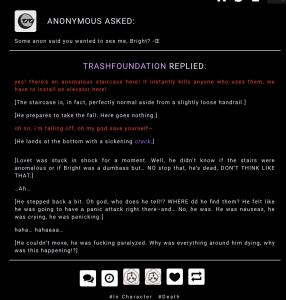 ANONYMOUS ASKED:
Some anon said you wanted to see me, Bright? -Œ
TRASHFOUNDATION REPLIED:
yes! there's an anomalous staircase here! it instantly kills anyone who uses them, we
have to install an elevator here!
[The staircase is, in fact, perfectly normal aside from a slightly loose handrail.]
[He prepares to take the fall. Here goes nothing.]
oh no, i'm falling off, oh my god save yourself—
[He lands at the bottom with a sickening crack.]
[Lovet was stuck in shock for a moment. Well, he didn't know if the stairs were
anomalous or if Bright was a dumbass but.. NO stop that, he's dead, DON'T THINK LIKE
THAT.]
..Ah..
[He stepped back a bit. Oh god, who does he tell!? WHERE dd he find them? He felt like
he was going to have a panic attack right there—and.. No, he was. He was nauseas, he
was crying, he was panicking.]
haha.. hahaaaa..
[He couldn't move, he was fucking paralyzed. Why was everything around him dying, why
was this happening!?]
#In Character #Death